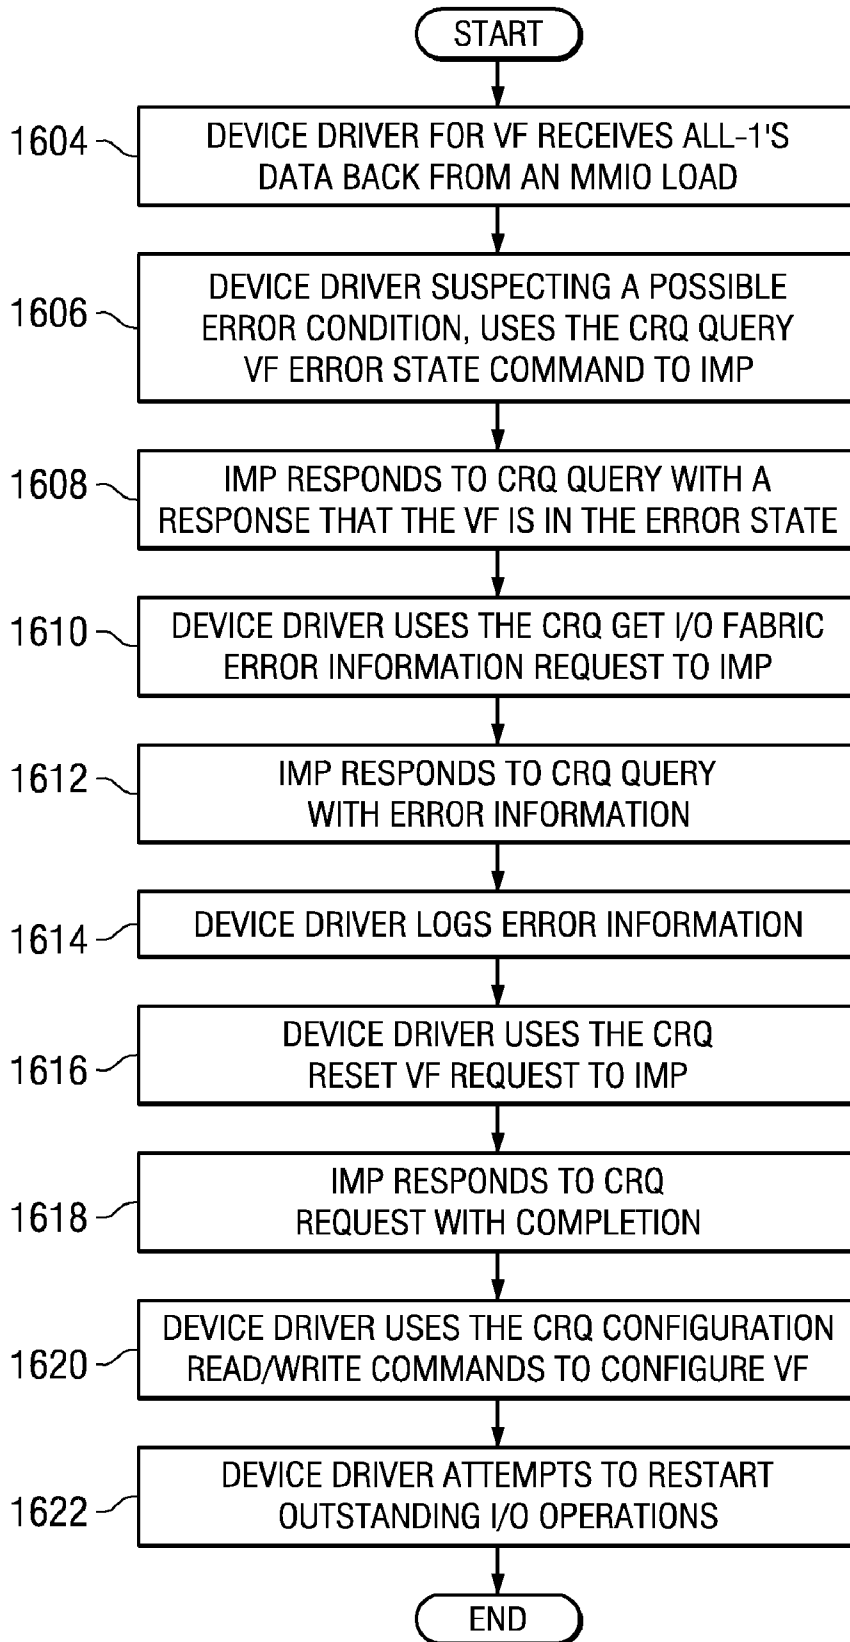 START
1604
DEVICE DRIVER FOR VF RECEIVES ALL-1'S
DATA BACK FROM AN MMIO LOAD
1606
DEVICE DRIVER SUSPECTING A POSSIBLE
ERROR CONDITION, USES THE CRQ QUERY
VF ERROR STATE COMMAND TO IMP
1608
IMP RESPONDS TO CRQ QUERY WITH A
RESPONSE THAT THE VF IS IN THE ERROR STATE
1610
DEVICE DRIVER USES THE CRQ GET I/O FABRIC
ERROR INFORMATION REQUEST TO IMP
1612
IMP RESPONDS TO CRQ QUERY
WITH ERROR INFORMATION
1614
DEVICE DRIVER LOGS ERROR INFORMATION
1616
DEVICE DRIVER USES THE CRQ
RESET VF REQUEST TO IMP
1618
IMP RESPONDS TO CRQ
REQUEST WITH COMPLETION
1620
DEVICE DRIVER USES THE CRQ CONFIGURATION
READ/WRITE COMMANDS TO CONFIGURE VF
1622
DEVICE DRIVER ATTEMPTS TO RESTART
OUTSTANDING I/O OPERATIONS
END